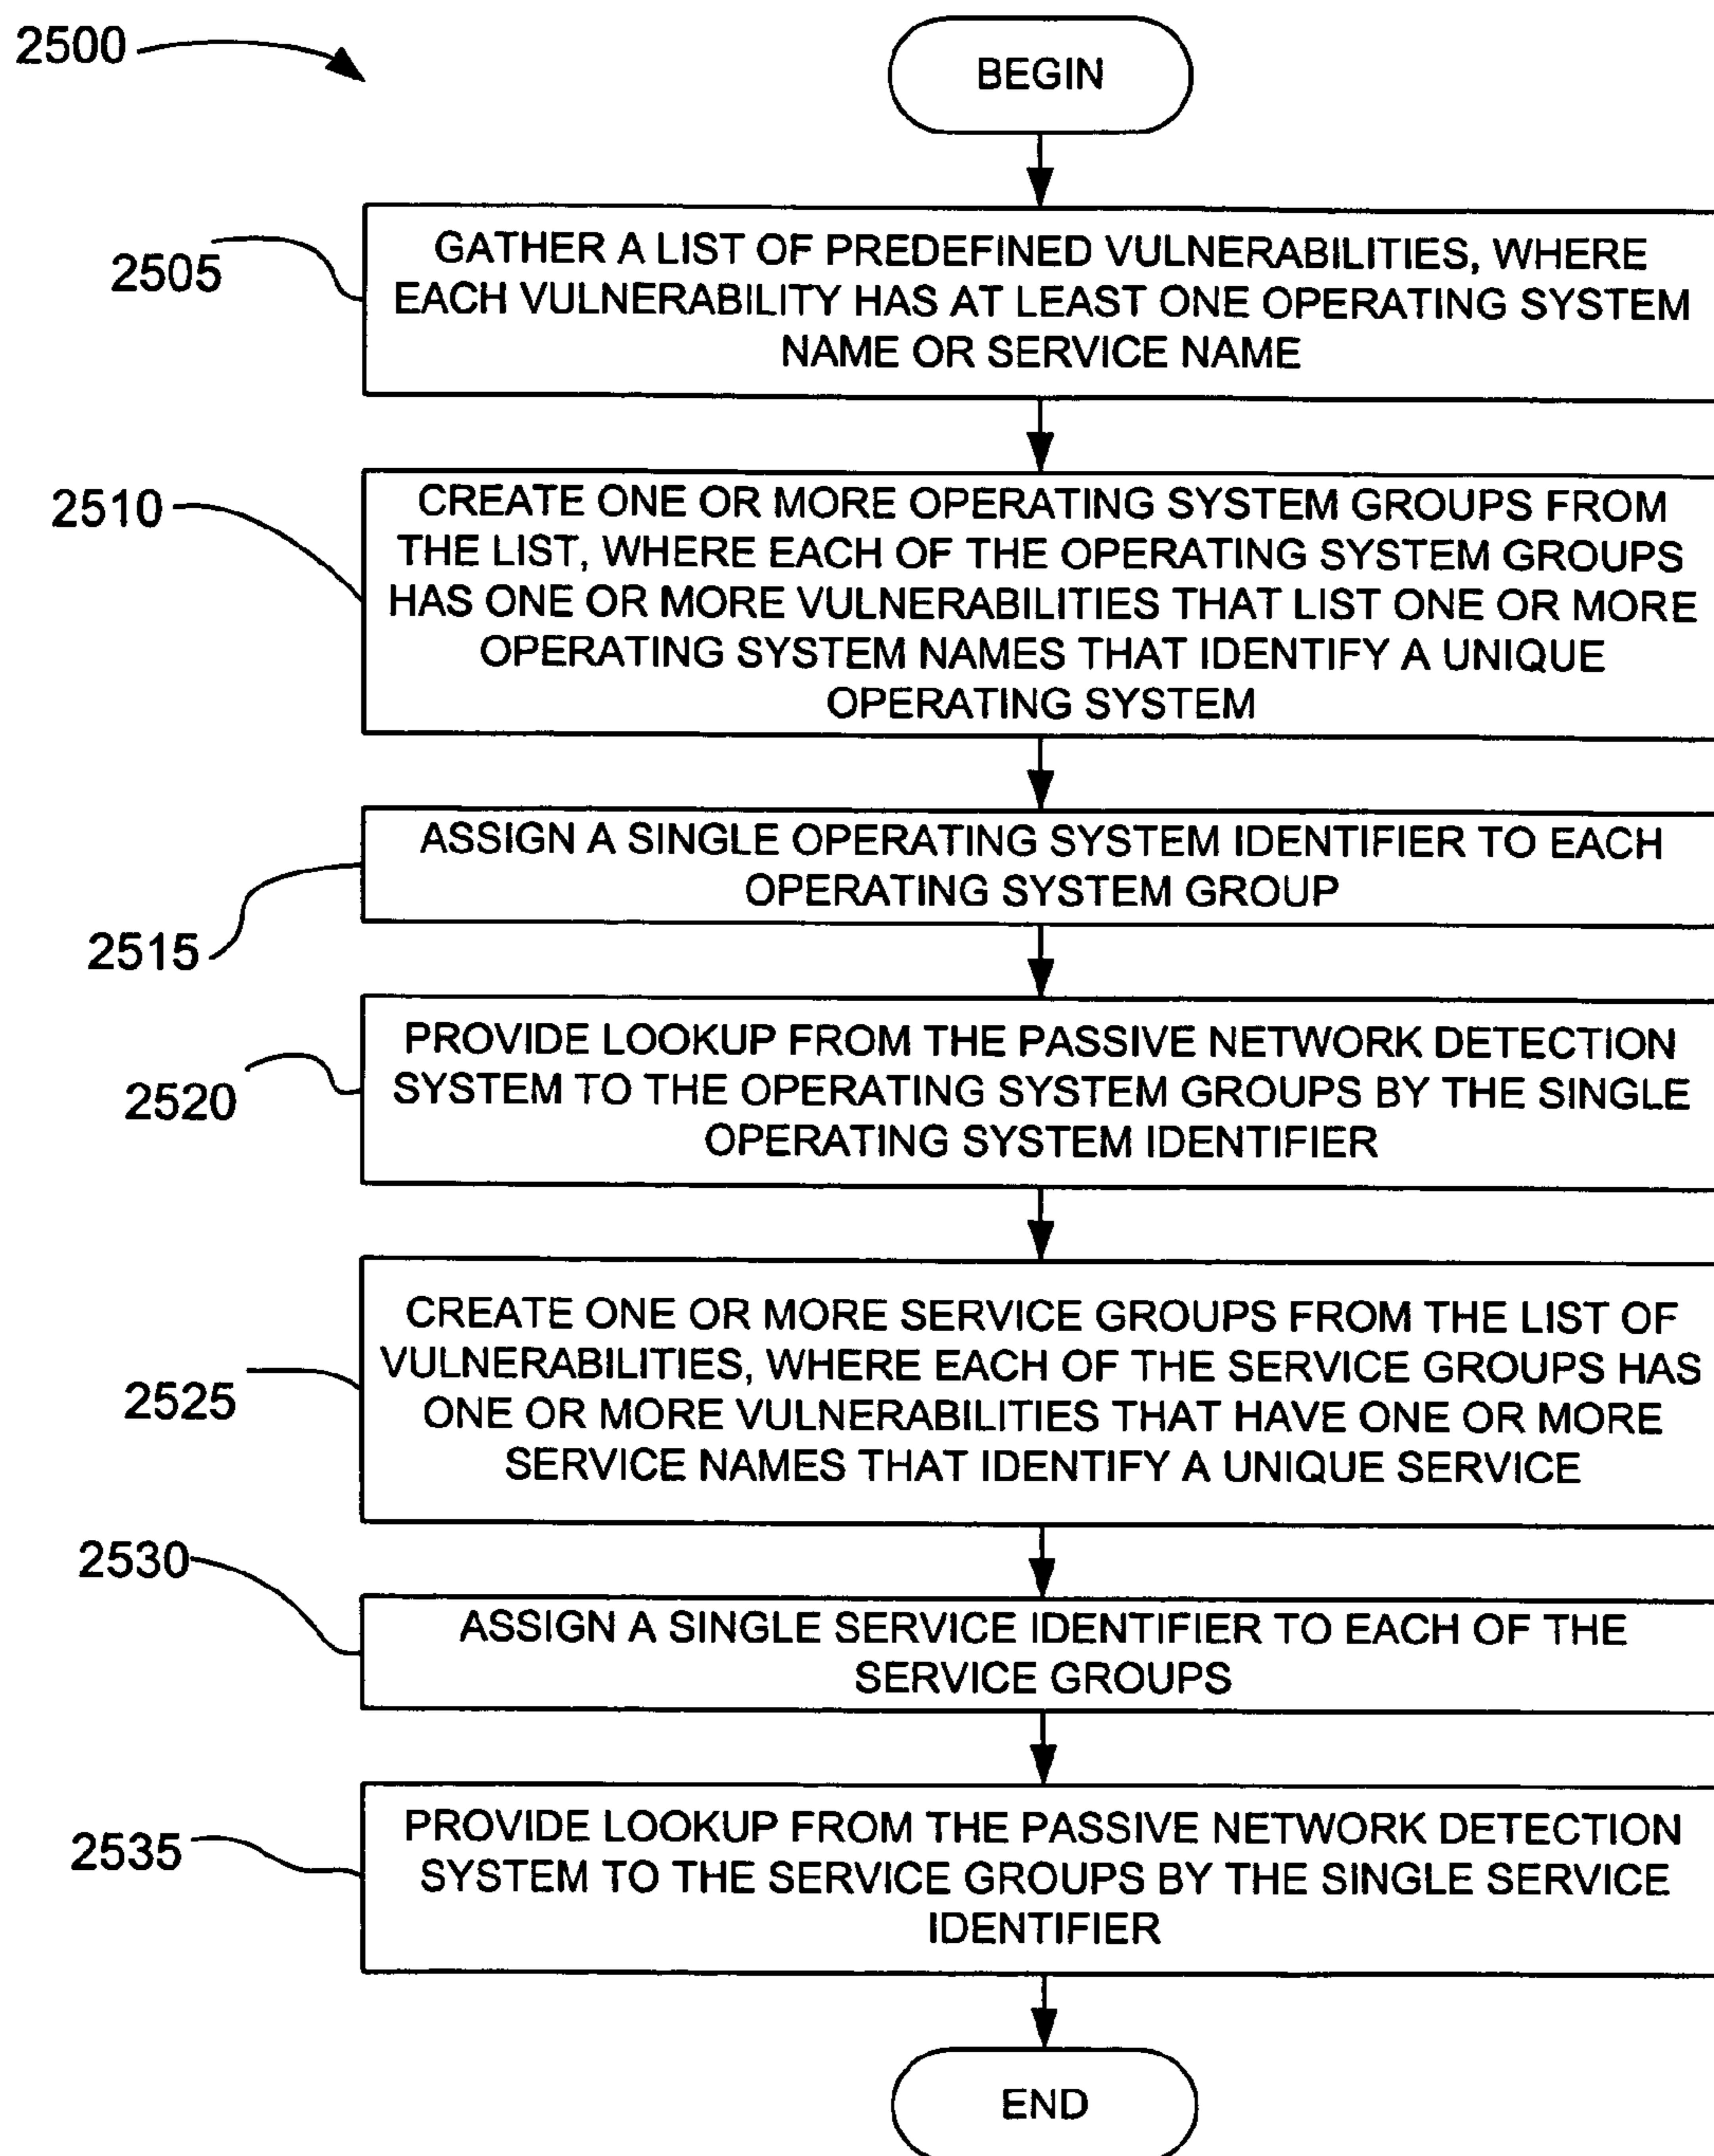 2500
BEGIN
2505
GATHER A LIST OF PREDEFINED VULNERABILITIES, WHERE
EACH VULNERABILITY HAS AT LEAST ONE OPERATING SYSTEM
NAME OR SERVICE NAME
2510
CREATE ONE OR MORE OPERATING SYSTEM GROUPS FROM
THE LIST, WHERE EACH OF THE OPERATING SYSTEM GROUPS
HAS ONE OR MORE VULNERABILITIES THAT LIST ONE OR MORE
OPERATING SYSTEM NAMES THAT IDENTIFY A UNIQUE
OPERATING SYSTEM
2515
ASSIGN A SINGLE OPERATING SYSTEM IDENTIFIER TO EACH
OPERATING SYSTEM GROUP
2520
PROVIDE LOOKUP FROM THE PASSIVE NETWORK DETECTION
SYSTEM TO THE OPERATING SYSTEM GROUPS BY THE SINGLE
OPERATING SYSTEM IDENTIFIER
2525
CREATE ONE OR MORE SERVICE GROUPS FROM THE LIST OF
VULNERABILITIES, WHERE EACH OF THE SERVICE GROUPS HAS
ONE OR MORE VULNERABILITIES THAT HAVE ONE OR MORE
SERVICE NAMES THAT IDENTIFY A UNIQUE SERVICE
2530
ASSIGN A SINGLE SERVICE IDENTIFIER TO EACH OF THE
SERVICE GROUPS
2535
PROVIDE LOOKUP FROM THE PASSIVE NETWORK DETECTION
SYSTEM TO THE SERVICE GROUPS BY THE SINGLE SERVICE
IDENTIFIER
END